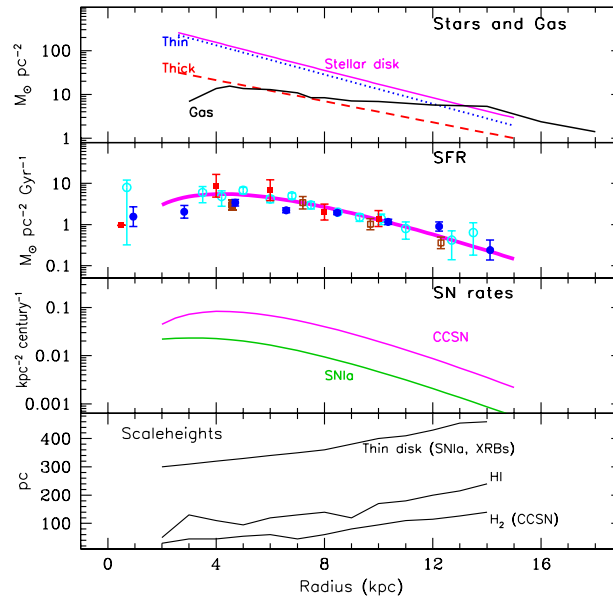 Stars and Gas
M⊙ pc⁻²
100
10
1
Thin
Stellar disk
Thick
Gas
SFR
M⊙ pc⁻² Gyr⁻¹
100
10
1
0.1
SN rates
kpc⁻² century⁻¹
0.1
0.01
0.001
CCSN
SNIa
Scaleheights
pc
400
300
200
100
Thin disk (SNIa, XRBs)
HI
H₂ (CCSN)
0 4 8 12 16
Radius (kpc)